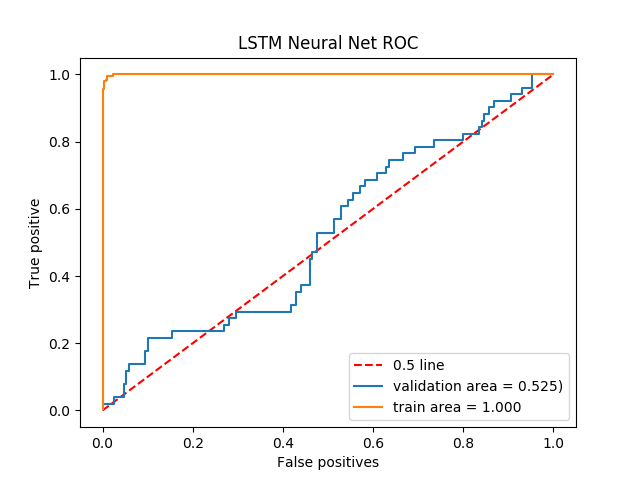 LSTM Neural Net ROC
1.0
0.8
0.6
0.4
0.2
0.0
True positive
0.5 line
validation area = 0.525)
train area = 1.000
0.0 0.2 0.4 0.6 0.8 1.0
False positives